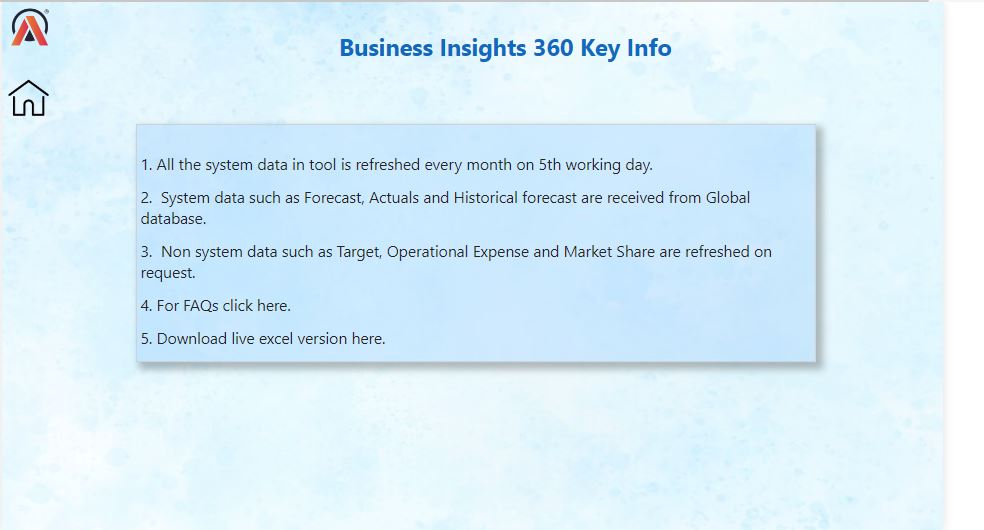 Business Insights 360 Key Info
1. All the system data in tool is refreshed every month on 5th working day.
2.  System data such as Forecast, Actuals and Historical forecast are received from Global
database.
3.  Non system data such as Target, Operational Expense and Market Share are refreshed on
request.
4. For FAQs click here.
5. Download live excel version here.